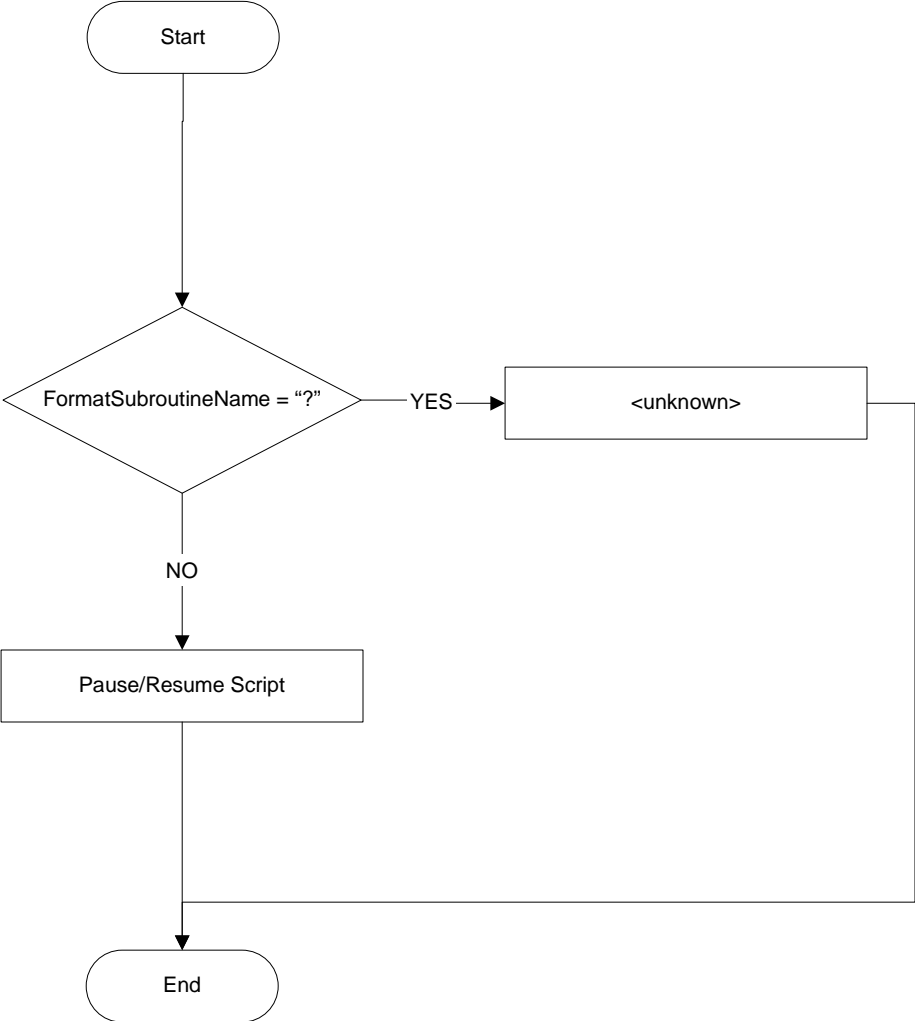 Start
FormatSubroutineName = “?”
YES
<unknown>
NO
Pause/Resume Script
End